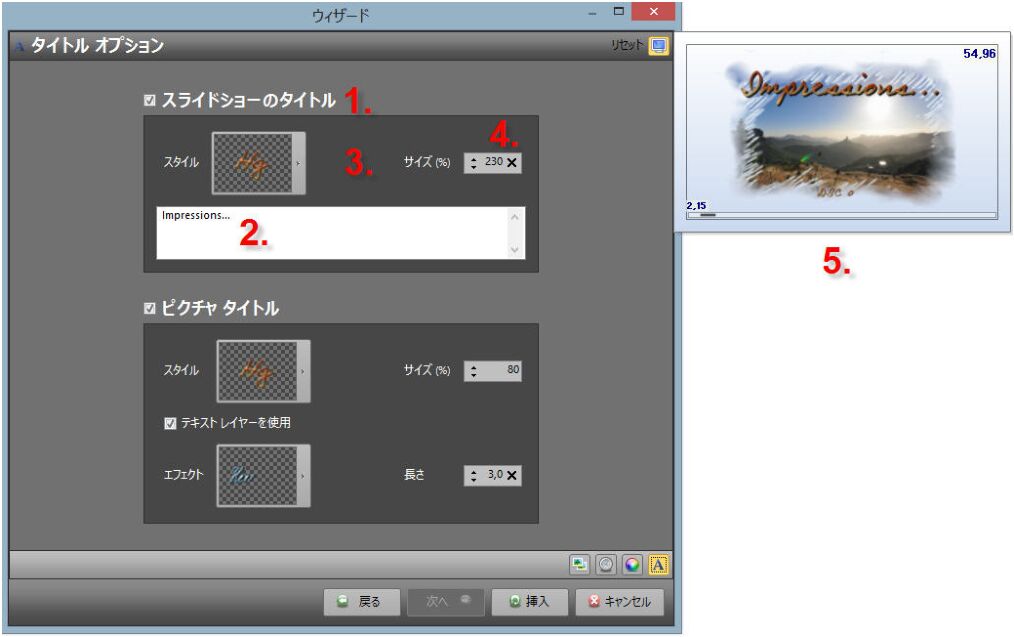 ウィザード
A タイトル オプション
リセット
スライドショーのタイトル 1.
スタイル
3.
サイズ (%)
4.
230
Impressions...
2.
54,96
Impressions...
2,15
5.
ピクチャ タイトル
スタイル
サイズ (%)
80
テキスト レイヤーを使用
エフェクト
長さ
3,0
A
戻る
次へ
挿入
キャンセル